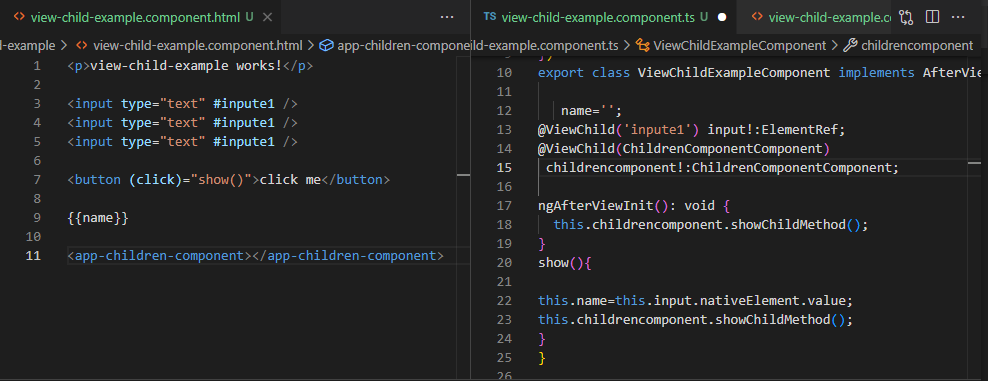 view-child-example.component.html U
l-example > view-child-example.component.html > app-children-compone
1 <p>view-child-example works!</p>
2
3 <input type="text" #inpute1 />
4 <input type="text" #inpute1 />
5 <input type="text" #inpute1 />
6
7 <button (click)="show()">click me</button>
8
9 {{name}}
10
11 <app-children-component></app-children-component>
TS view-child-example.component.ts U
view-child-example.co
ild-example.component.ts > ViewChildExampleComponent > childrencomponent
10 export class ViewChildExampleComponent implements AfterView
11
12 name='';
13 @ViewChild('inpute1') input!:ElementRef;
14 @ViewChild(ChildrenComponentComponent)
15 childrencomponent!:ChildrenComponentComponent;
16
17 ngAfterViewInit(): void {
18 this.childrencomponent.showChildMethod();
19 }
20 show(){
21
22 this.name=this.input.nativeElement.value;
23 this.childrencomponent.showChildMethod();
24 }
25 }
26